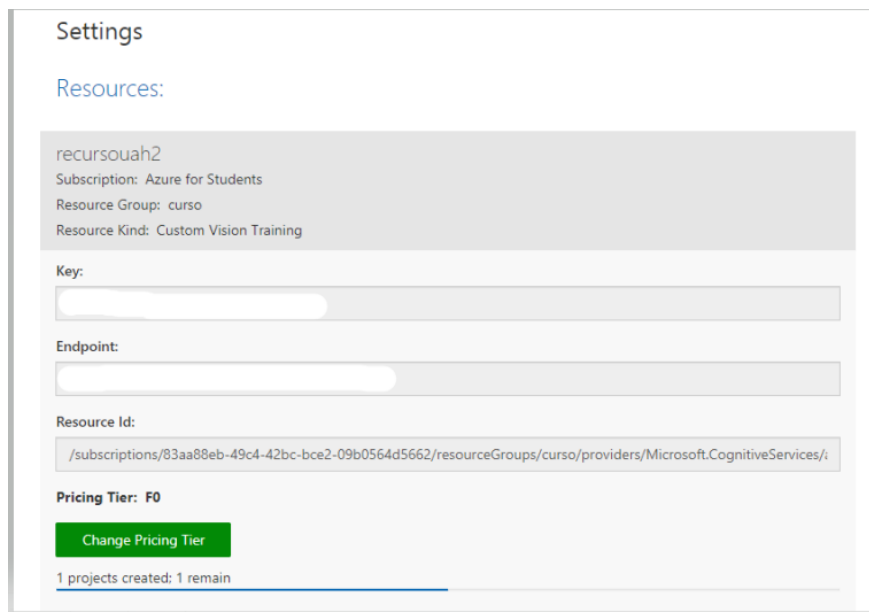 Settings
Resources:
recursouah2
Subscription: Azure for Students
Resource Group: curso
Resource Kind: Custom Vision Training
Key:
Endpoint:
Resource Id:
/subscriptions/83aa88eb-49c4-42bc-bce2-09b0564d5662/resourceGroups/curso/providers/Microsoft.CognitiveServices/
Pricing Tier: F0
Change Pricing Tier
1 projects created; 1 remain